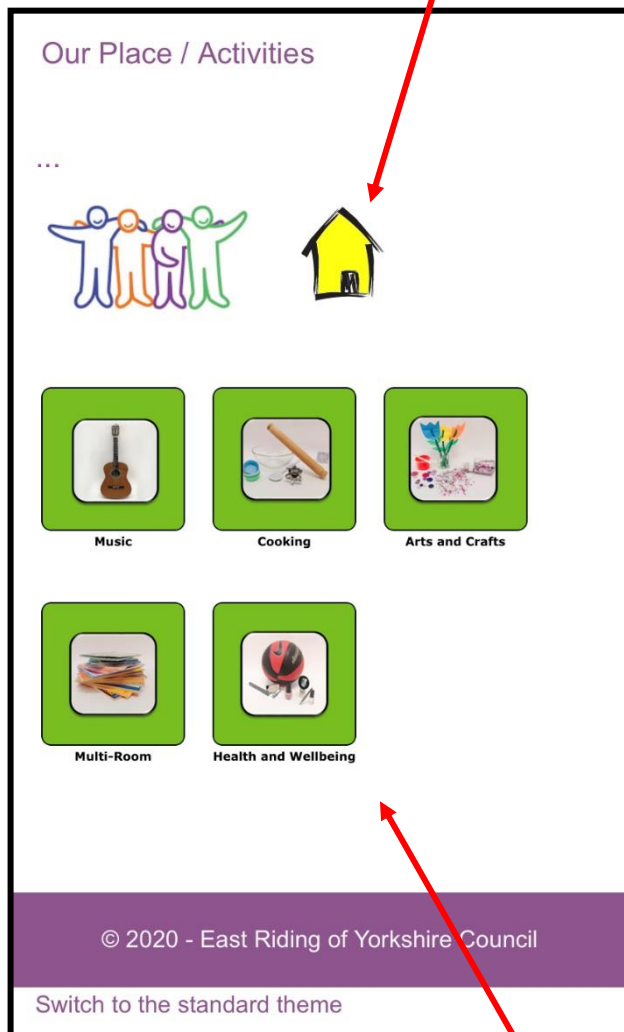 Our Place / Activities
...
Music Cooking Arts and Crafts
Multi-Room Health and Wellbeing
© 2020 - East Riding of Yorkshire Council
Switch to the standard theme